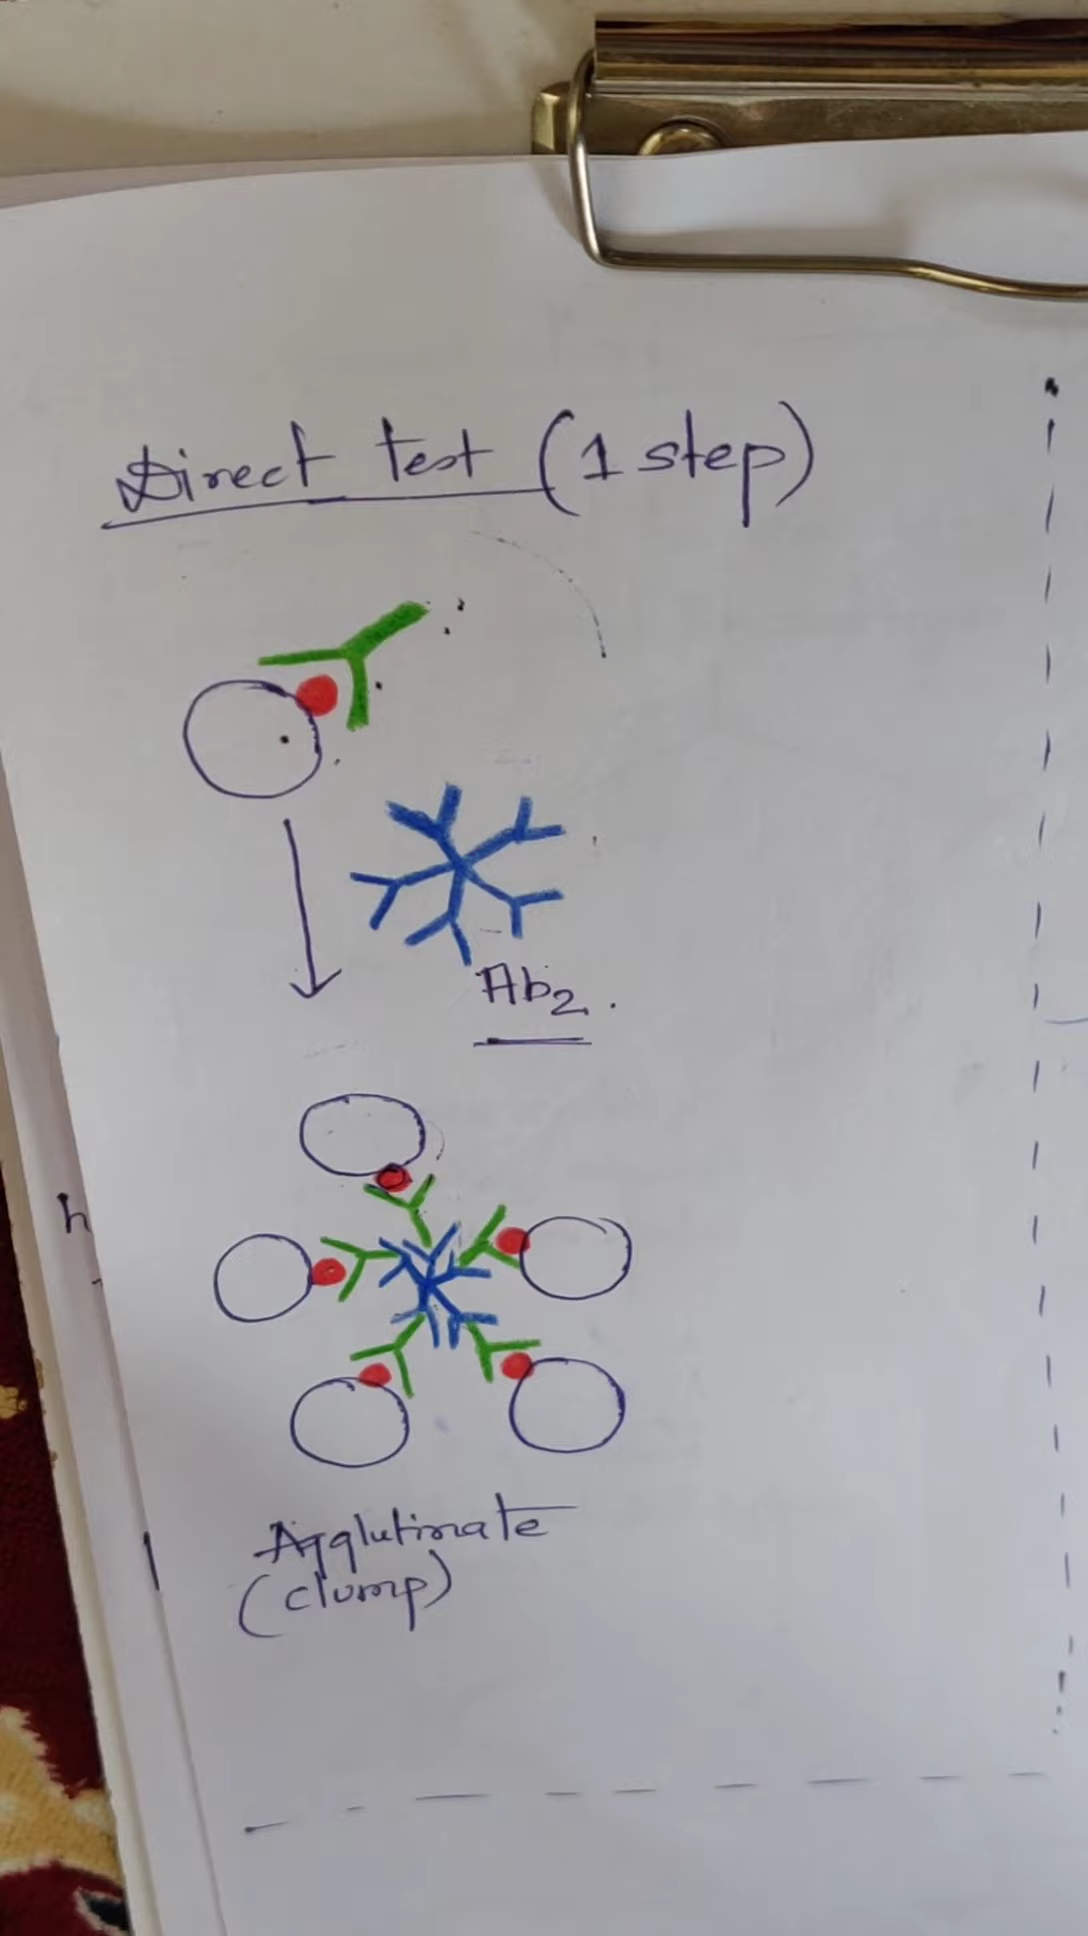 Direct test (1 step)
Ab2.
h
Agglutinate
(clump)